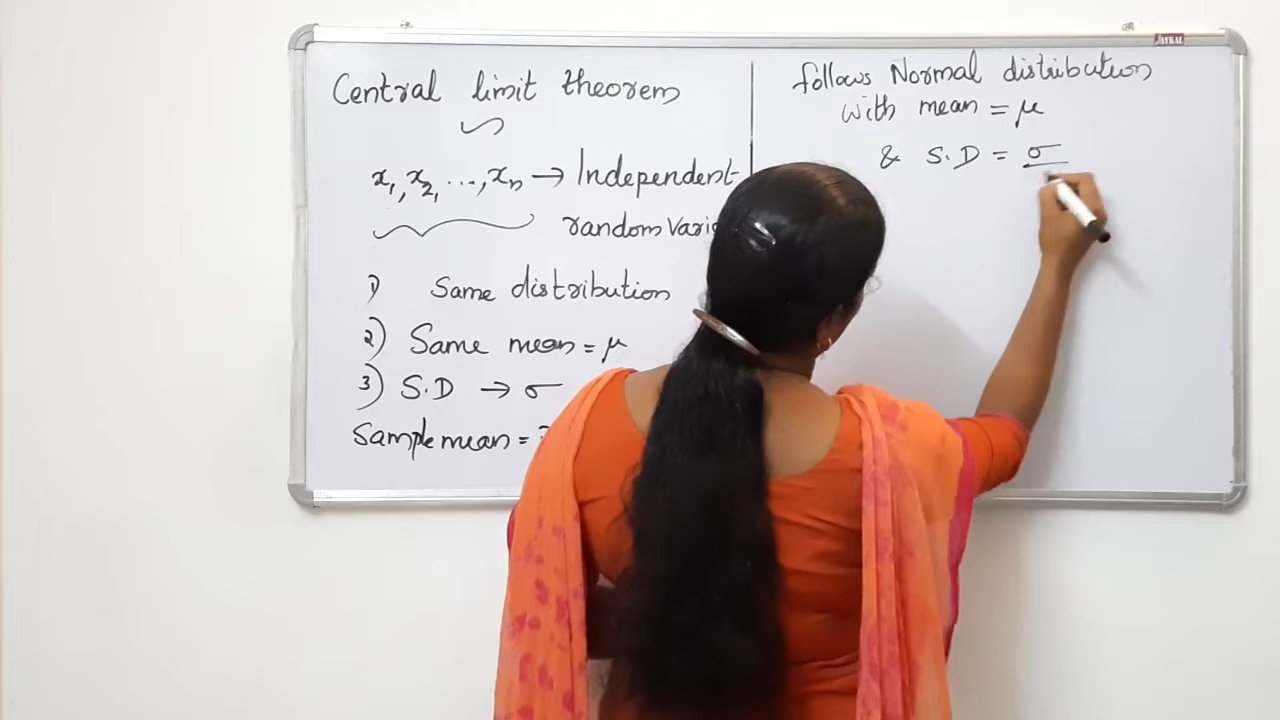 Central limit theorem
x₁, x₂, ..., xₙ → Independent
random
1) Same distribution
2) Same mean = μ
3) S.D → σ
Sample mean =
follows Normal distribution
with mean = μ
& S.D = σ